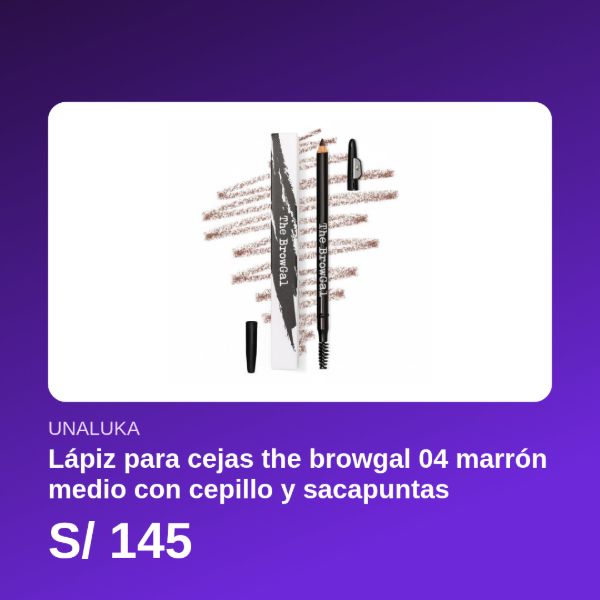 The BrowGal
The BrowGal
UNALUKA
Lápiz para cejas the browgal 04 marrón
medio con cepillo y sacapuntas
S/ 145